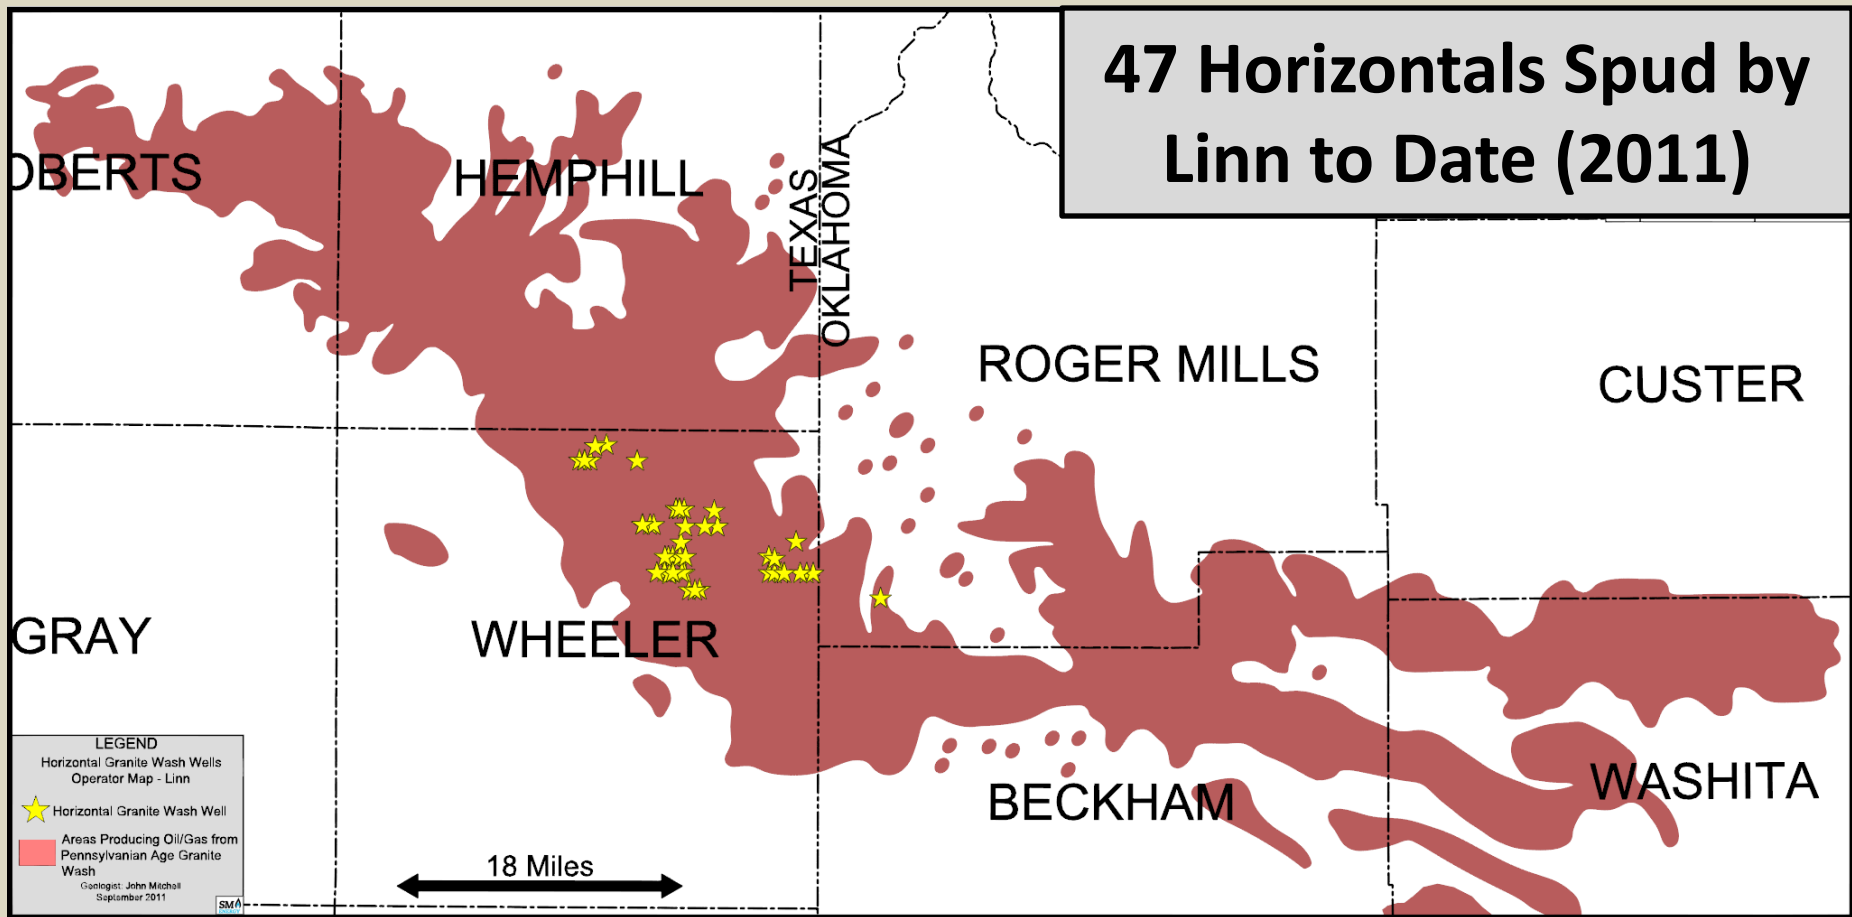 47 Horizontals Spud by
Linn to Date (2011)
OBERTS
HEMPHILL
TEXAS
OKLAHOMA
ROGER MILLS
CUSTER
GRAY
WHEELER
BECKHAM
WASHITA
18 Miles
LEGEND
Horizontal Granite Wash Wells
Operator Map - Linn
Horizontal Granite Wash Well
Areas Producing Oil/Gas from
Pennsylvanian Age Granite
Wash
Geologist: John Mitchell
September 2011
SM
ENERGY